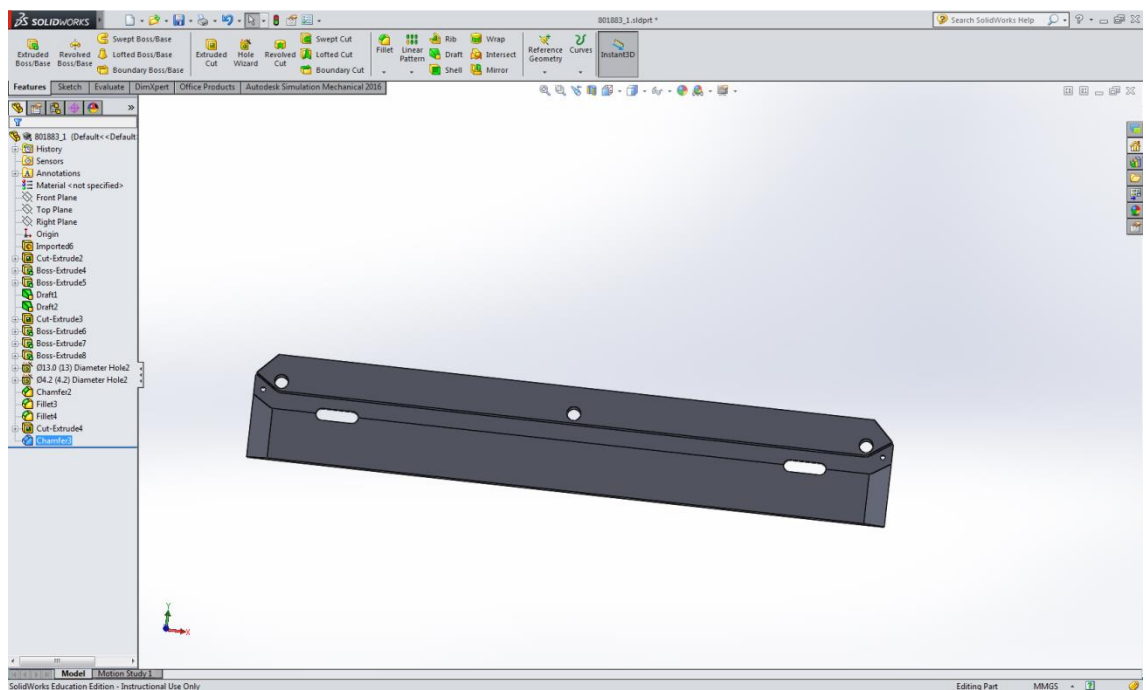 SOLIDWORKS
801883_1.sldprt *
Search SolidWorks Help
Extruded Boss/Base
Revolved Boss/Base
Swept Boss/Base
Lofted Boss/Base
Boundary Boss/Base
Extruded Cut
Hole Wizard
Revolved Cut
Swept Cut
Lofted Cut
Boundary Cut
Fillet
Linear Pattern
Rib
Draft
Shell
Wrap
Intersect
Mirror
Reference Geometry
Curves
Instant3D
Features Sketch Evaluate DimXpert Office Products Autodesk Simulation Mechanical 2016
801883_1 (Default<<Default
History
Sensors
Annotations
Material <not specified>
Front Plane
Top Plane
Right Plane
Origin
Imported6
Cut-Extrude2
Boss-Extrude4
Boss-Extrude5
Draft1
Draft2
Cut-Extrude3
Boss-Extrude6
Boss-Extrude7
Boss-Extrude8
Ø13.0 (13) Diameter Hole2
Ø4.2 (4.2) Diameter Hole2
Chamfer2
Fillet3
Fillet4
Cut-Extrude4
Chamfer3
Y
X
Model Motion Study 1
SolidWorks Education Edition - Instructional Use Only
Editing Part MMGS